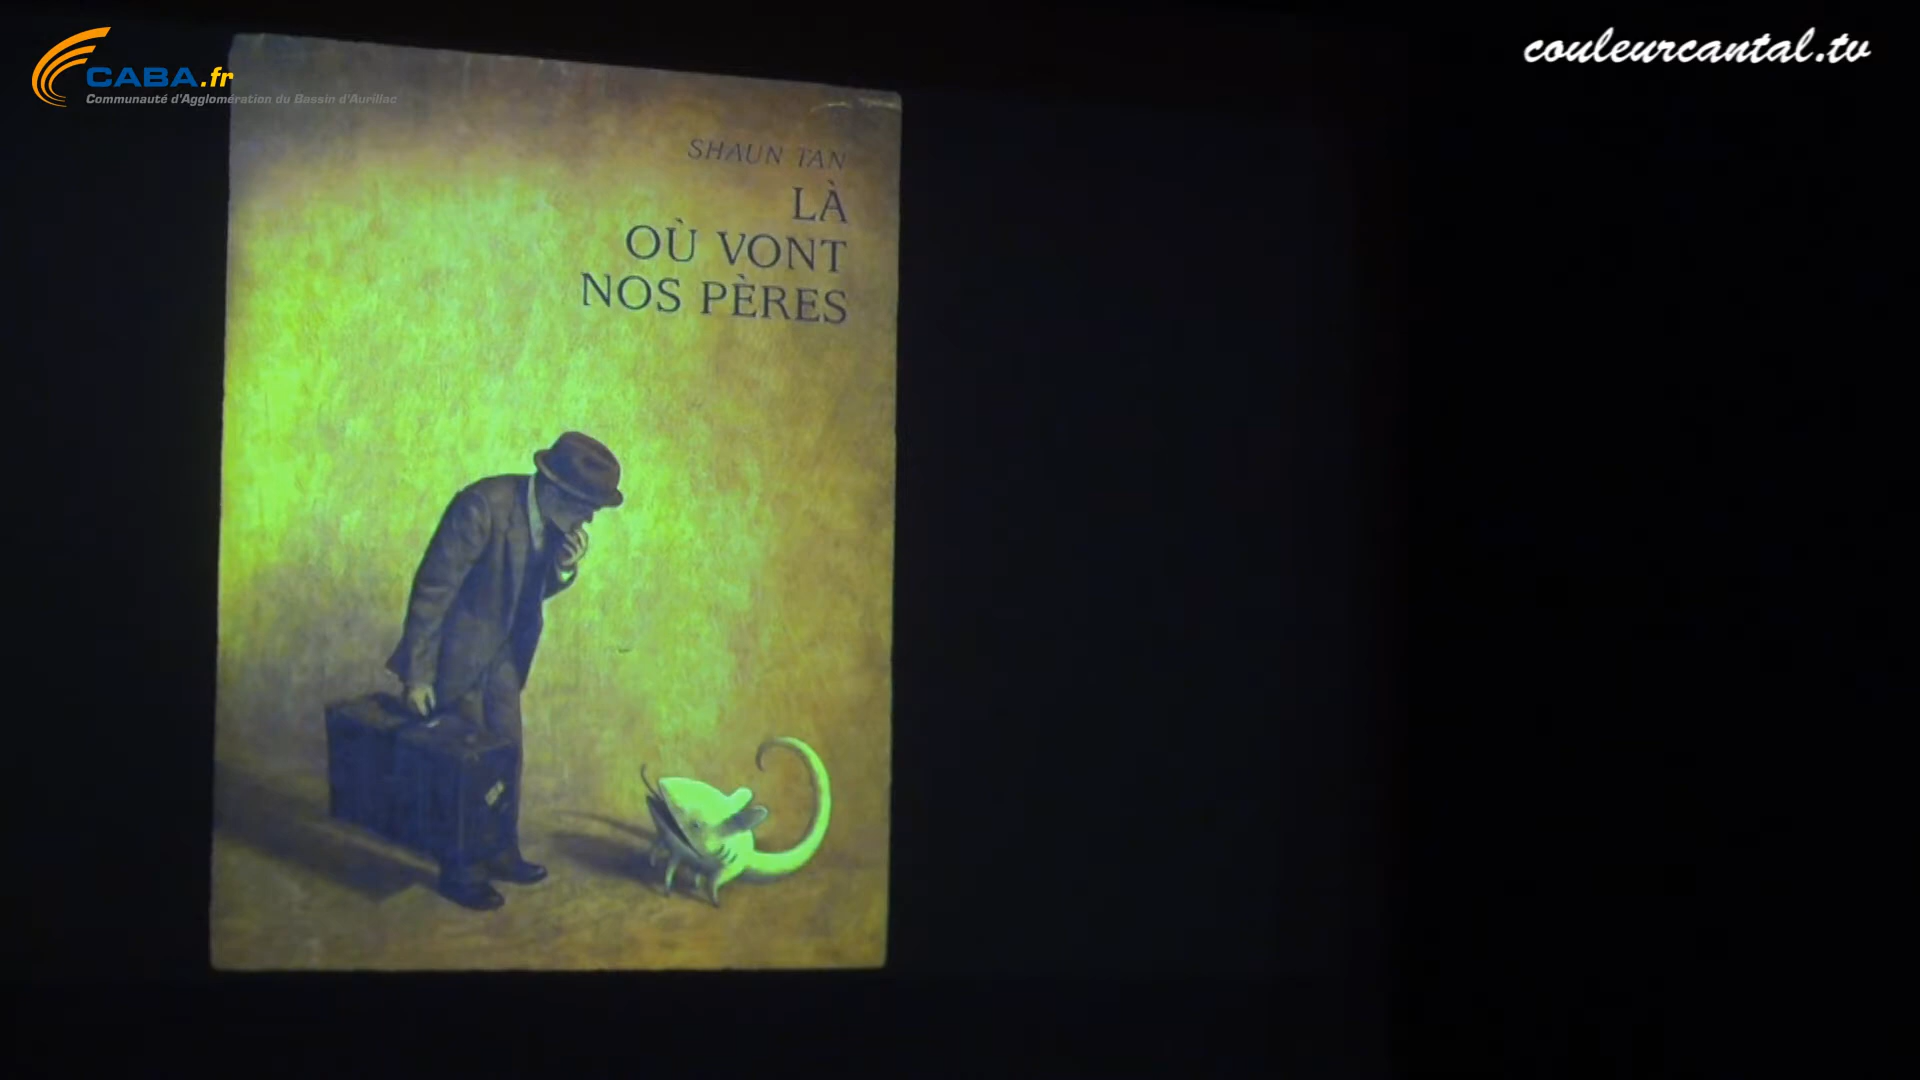 CABA.fr
Communauté d'Agglomération du Bassin d'Aurillac
couleurcantal.tv
SHAUN TAN
LÀ
OÙ VONT
NOS PÈRES